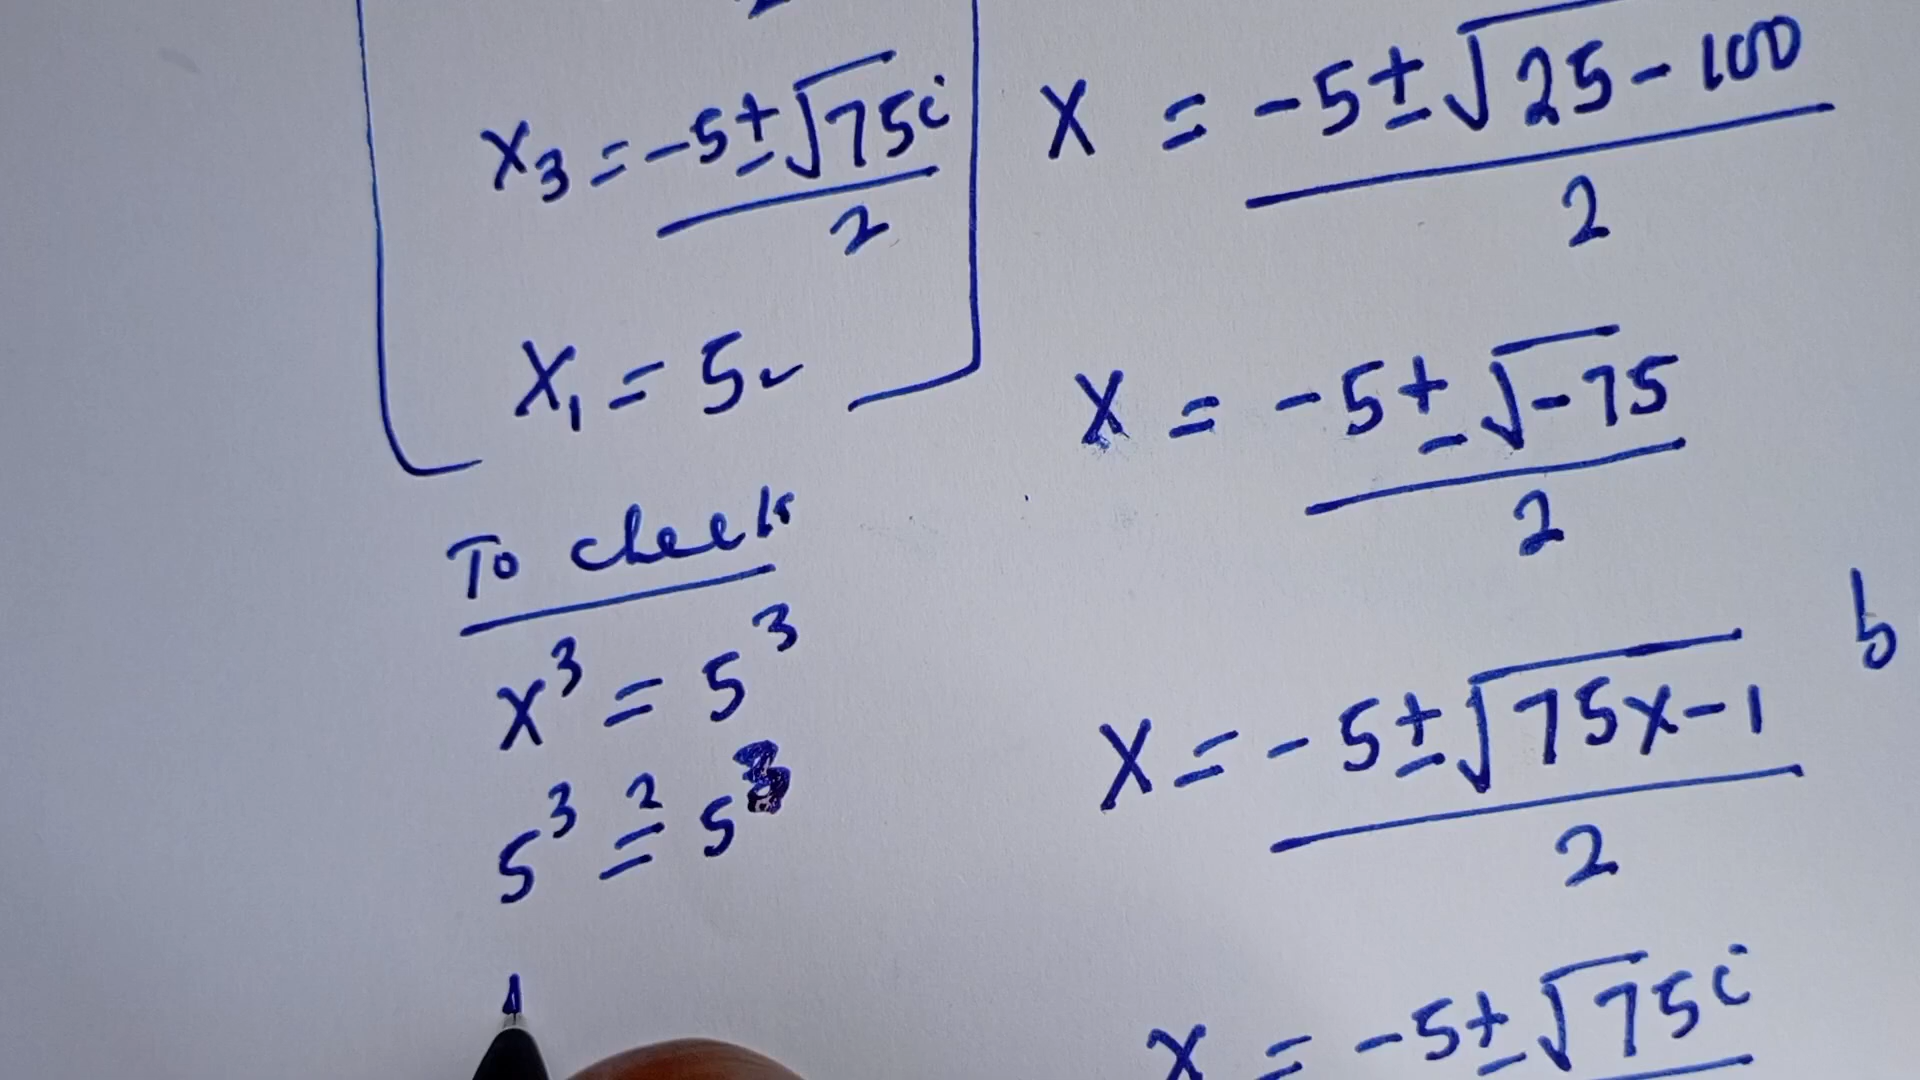 x₃ = -5±√75i
2
x₁ = 5
To check
x³ = 5³
5³ ≟ 5³
x = -5±√25-100
2
x = -5±√-75
2
x = -5±√75x-1
2
b
x = -5±√75i